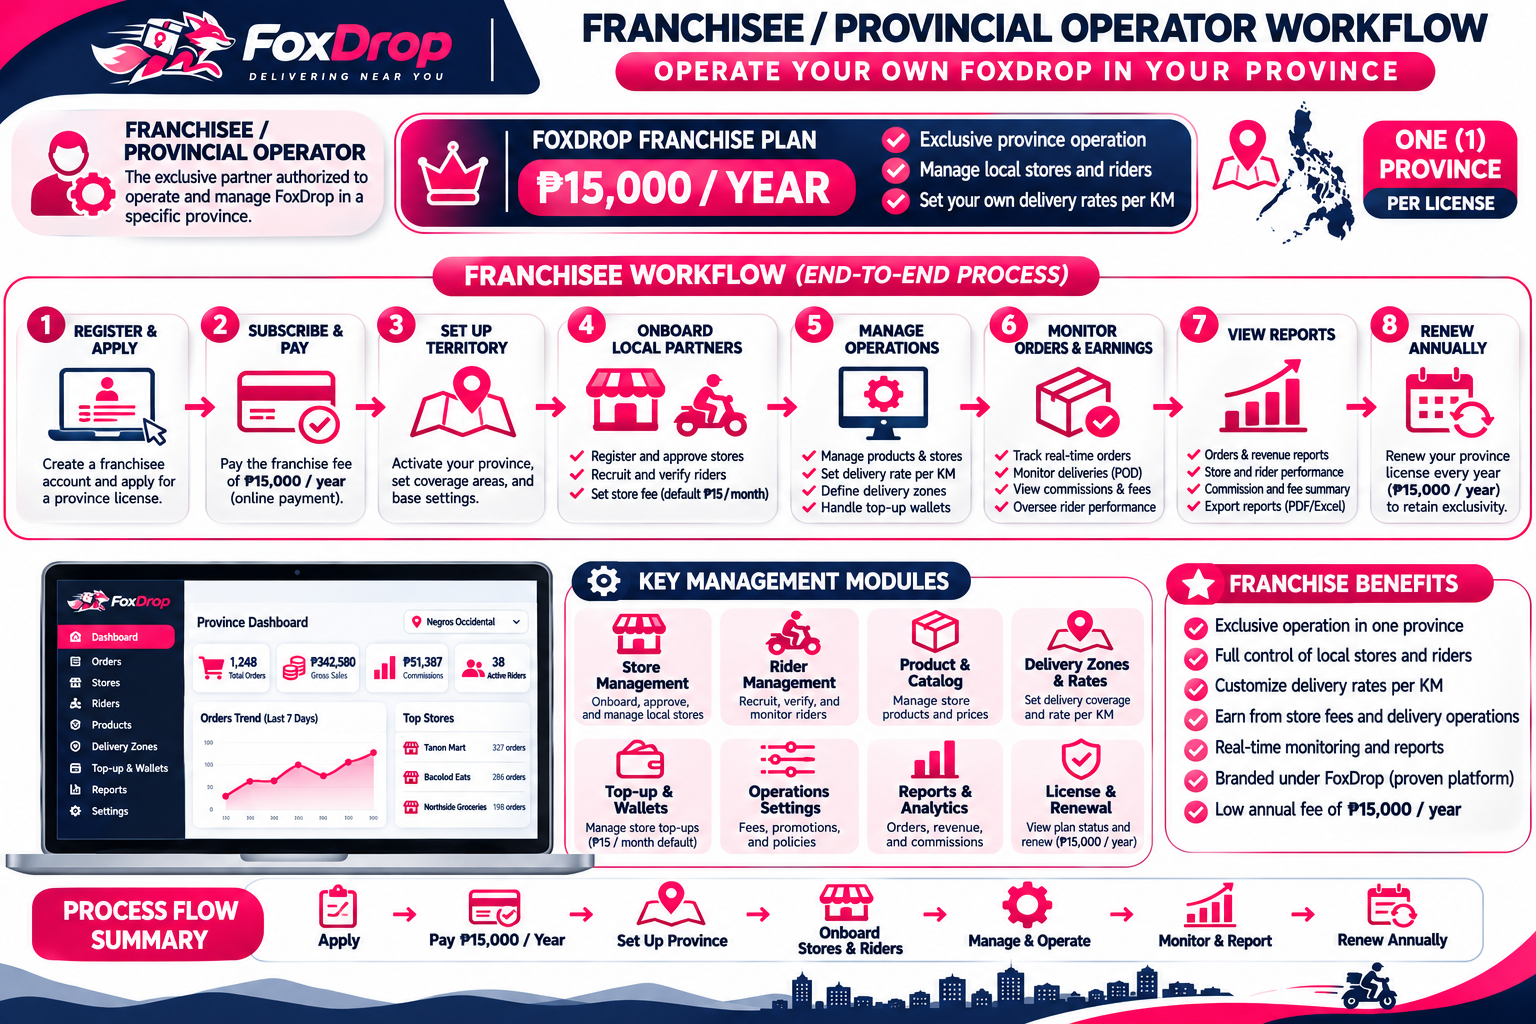 FoxDrop
DELIVERING NEAR YOU
FRANCHISEE / PROVINCIAL OPERATOR WORKFLOW
OPERATE YOUR OWN FOXDROP IN YOUR PROVINCE
FRANCHISEE /
PROVINCIAL OPERATOR
The exclusive partner authorized to
operate and manage FoxDrop in a
specific province.
FOXDROP FRANCHISE PLAN
₱15,000 / YEAR
Exclusive province operation
Manage local stores and riders
Set your own delivery rates per KM
ONE (1)
PROVINCE
PER LICENSE
FRANCHISEE WORKFLOW (END-TO-END PROCESS)
1
REGISTER &
APPLY
Create a franchisee
account and apply for
a province license.
2
SUBSCRIBE &
PAY
Pay the franchise fee
of ₱15,000 / year
(online payment).
3
SET UP
TERRITORY
Activate your province,
set coverage areas, and
base settings.
4
ONBOARD
LOCAL PARTNERS
Register and approve stores
Recruit and verify riders
Set store fee (default ₱15/month)
5
MANAGE
OPERATIONS
Manage products & stores
Set delivery rate per KM
Define delivery zones
Handle top-up wallets
6
MONITOR
ORDERS & EARNINGS
Track real-time orders
Monitor deliveries (POD)
View commissions & fees
Oversee rider performance
7
VIEW REPORTS
Orders & revenue reports
Store and rider performance
Commission and fee summary
Export reports (PDF/Excel)
8
RENEW
ANNUALLY
Renew your province
license every year
(₱15,000 / year)
to retain exclusivity.
FoxDrop
Dashboard
Orders
Stores
Riders
Products
Delivery Zones
Top-up & Wallets
Reports
Settings
Province Dashboard
Negros Occidental
1,248
Total Orders
₱342,580
Gross Sales
₱51,387
Commissions
38
Active Riders
Orders Trend (Last 7 Days)
0
Top Stores
Tanon Mart 327 orders
Bacolod Eats 286 orders
Northside Groceries 198 orders
KEY MANAGEMENT MODULES
Store
Management
Onboard, approve,
and manage local stores
Rider
Management
Recruit, verify, and
monitor riders
Product &
Catalog
Manage store
products and prices
Delivery Zones
& Rates
Set delivery coverage
and rate per KM
Top-up &
Wallets
Manage store top-ups
(₱15 / month default)
Operations
Settings
Fees, promotions,
and policies
Reports &
Analytics
Orders, revenue,
and commissions
License &
Renewal
View plan status and
renew (₱15,000 / year)
FRANCHISE BENEFITS
Exclusive operation in one province
Full control of local stores and riders
Customize delivery rates per KM
Earn from store fees and delivery operations
Real-time monitoring and reports
Branded under FoxDrop (proven platform)
Low annual fee of ₱15,000 / year
PROCESS FLOW
SUMMARY
Apply
Pay ₱15,000 / Year
Set Up Province
Onboard
Stores & Riders
Manage & Operate
Monitor & Report
Renew Annually